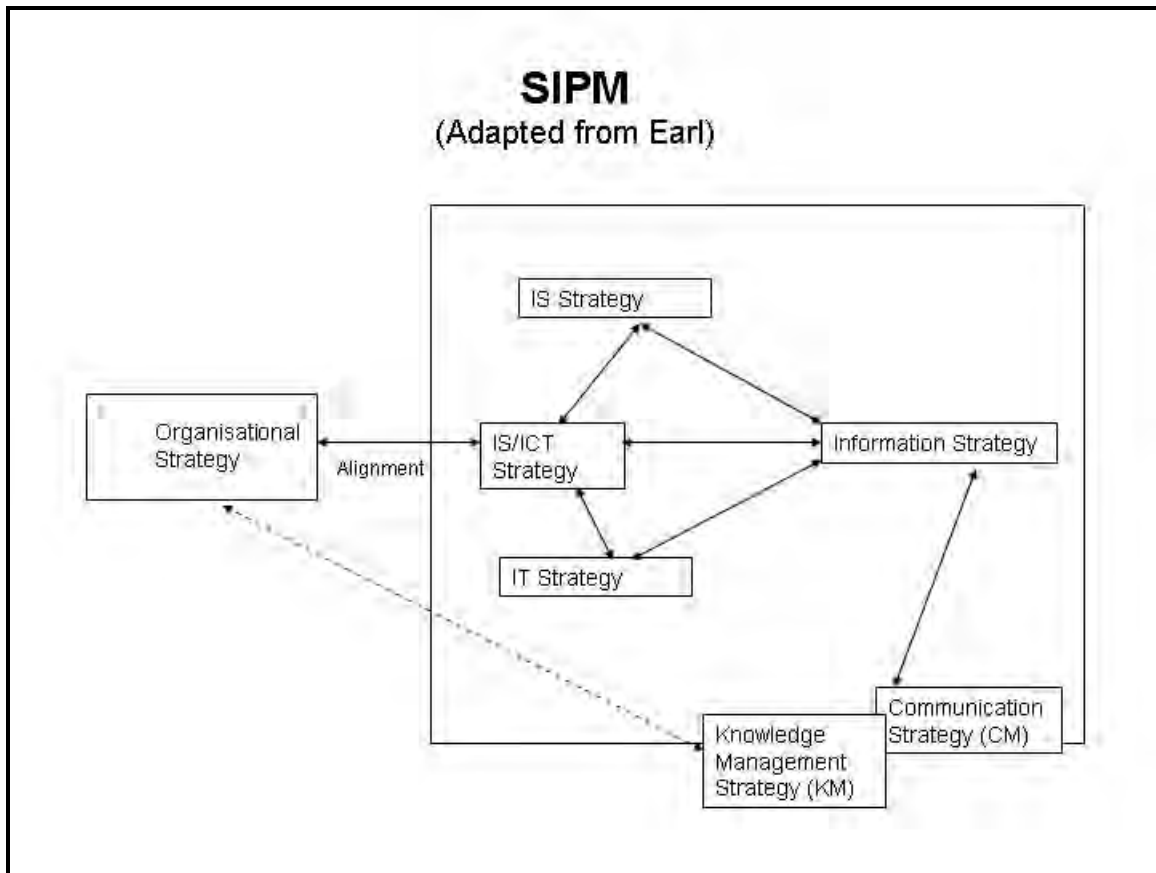 SIPM
(Adapted from Earl)
IS Strategy
Organisational
Strategy
Alignment
IS/ICT
Strategy
Information Strategy
IT Strategy
Communication
Strategy (CM)
Knowledge
Management
Strategy (KM)